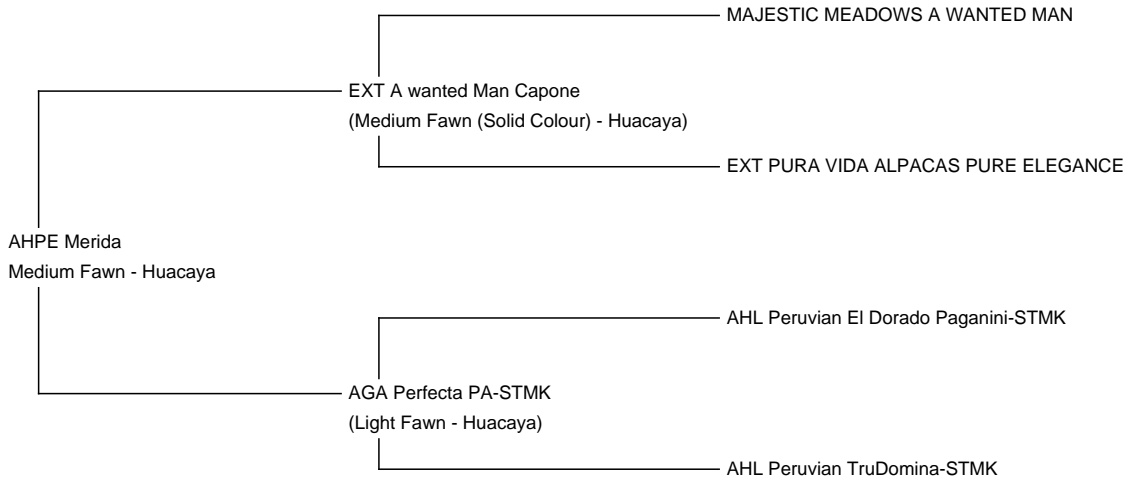 MAJESTIC MEADOWS A WANTED MAN
EXT A wanted Man Capone
(Medium Fawn (Solid Colour) - Huacaya)
EXT PURA VIDA ALPACAS PURE ELEGANCE
AHPE Merida
Medium Fawn - Huacaya
AHL Peruvian El Dorado Paganini-STMK
AGA Perfecta PA-STMK
(Light Fawn - Huacaya)
AHL Peruvian TruDomina-STMK